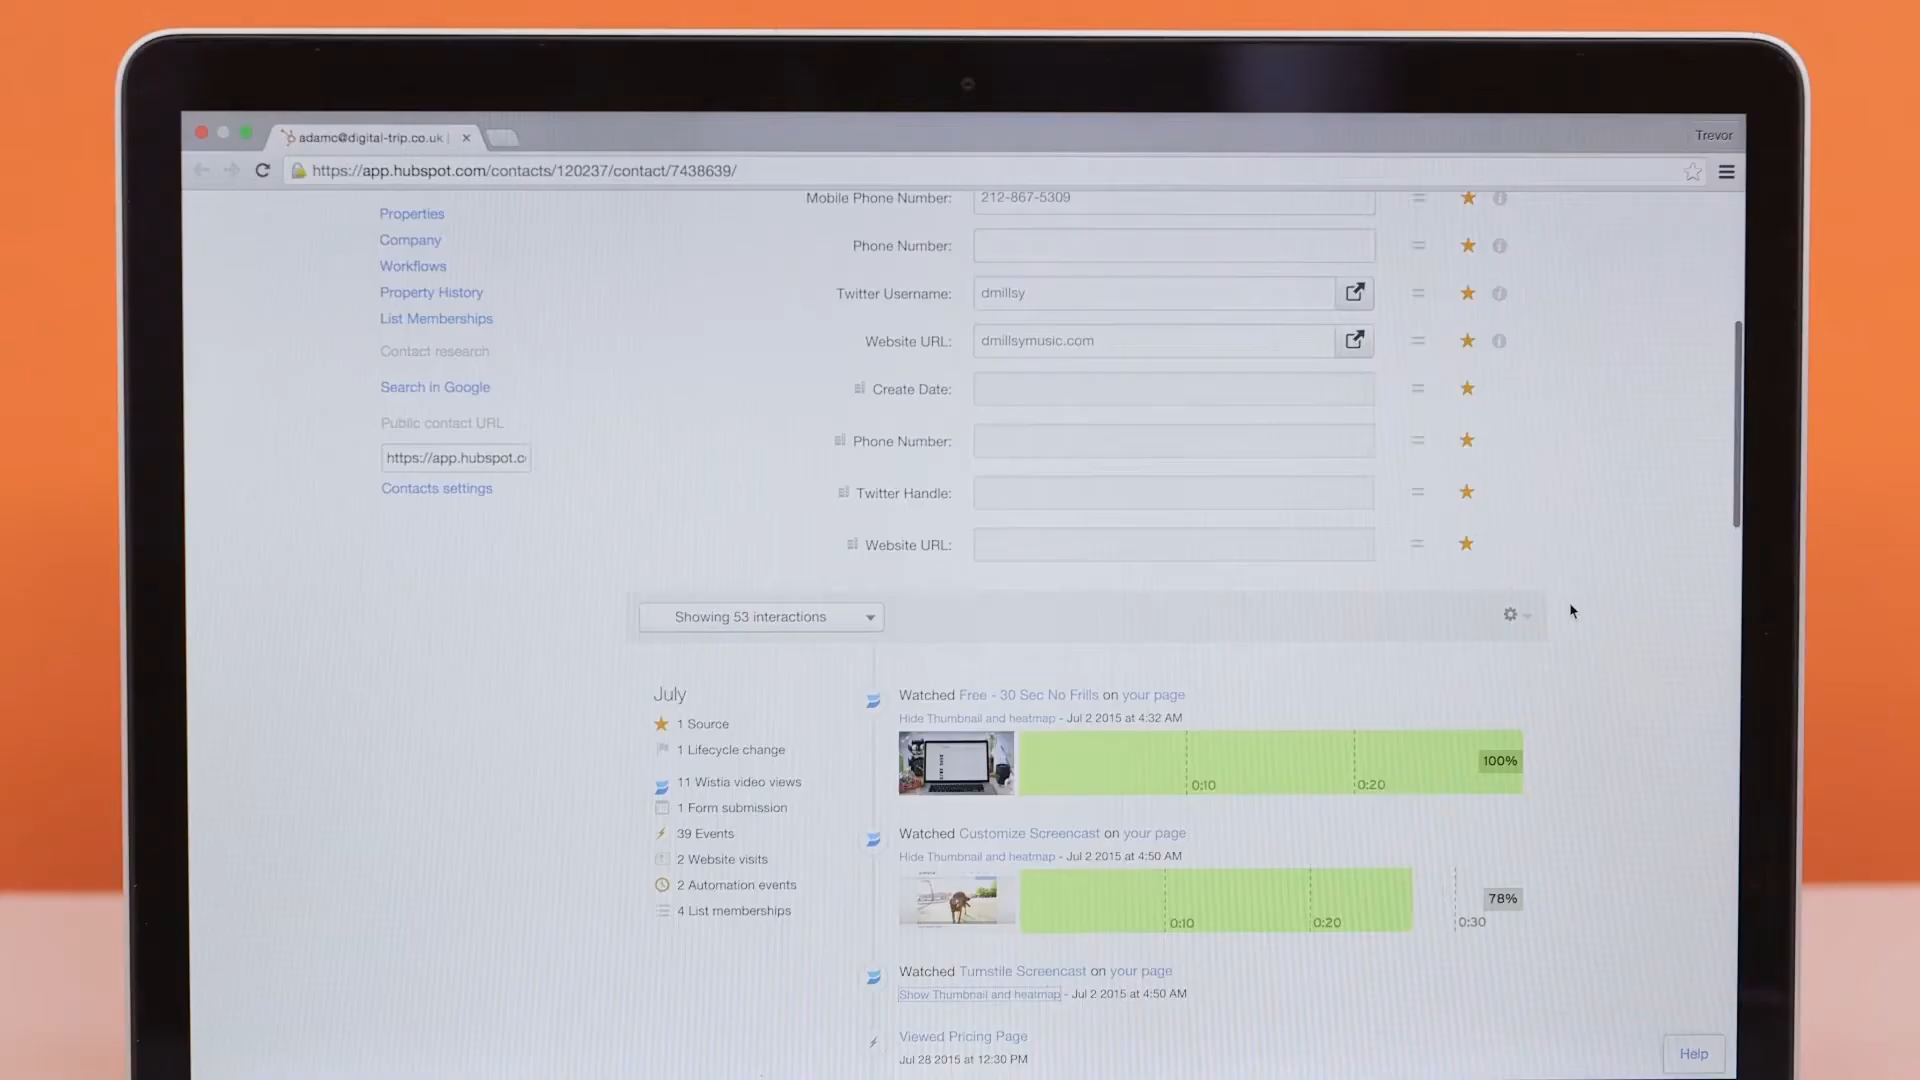 adamc@digital-trip.co.uk
Trevor
https://app.hubspot.com/contacts/120237/contact/7438639/
Properties
Company
Workflows
Property History
List Memberships
Contact research
Search in Google
Public contact URL
https://app.hubspot.c
Contacts settings
Mobile Phone Number: 212-867-5309
Phone Number:
Twitter Username: dmillsy
Website URL: dmillsymusic.com
Create Date:
Phone Number:
Twitter Handle:
Website URL:
Showing 53 interactions
July
1 Source
1 Lifecycle change
11 Wistia video views
1 Form submission
39 Events
2 Website visits
2 Automation events
4 List memberships
Watched Free - 30 Sec No Frills on your page
Hide Thumbnail and heatmap - Jul 2 2015 at 4:32 AM
0:10 0:20 100%
Watched Customize Screencast on your page
Hide Thumbnail and heatmap - Jul 2 2015 at 4:50 AM
0:10 0:20 0:30 78%
Watched Turnstile Screencast on your page
Show Thumbnail and heatmap - Jul 2 2015 at 4:50 AM
Viewed Pricing Page
Jul 28 2015 at 12:30 PM
Help